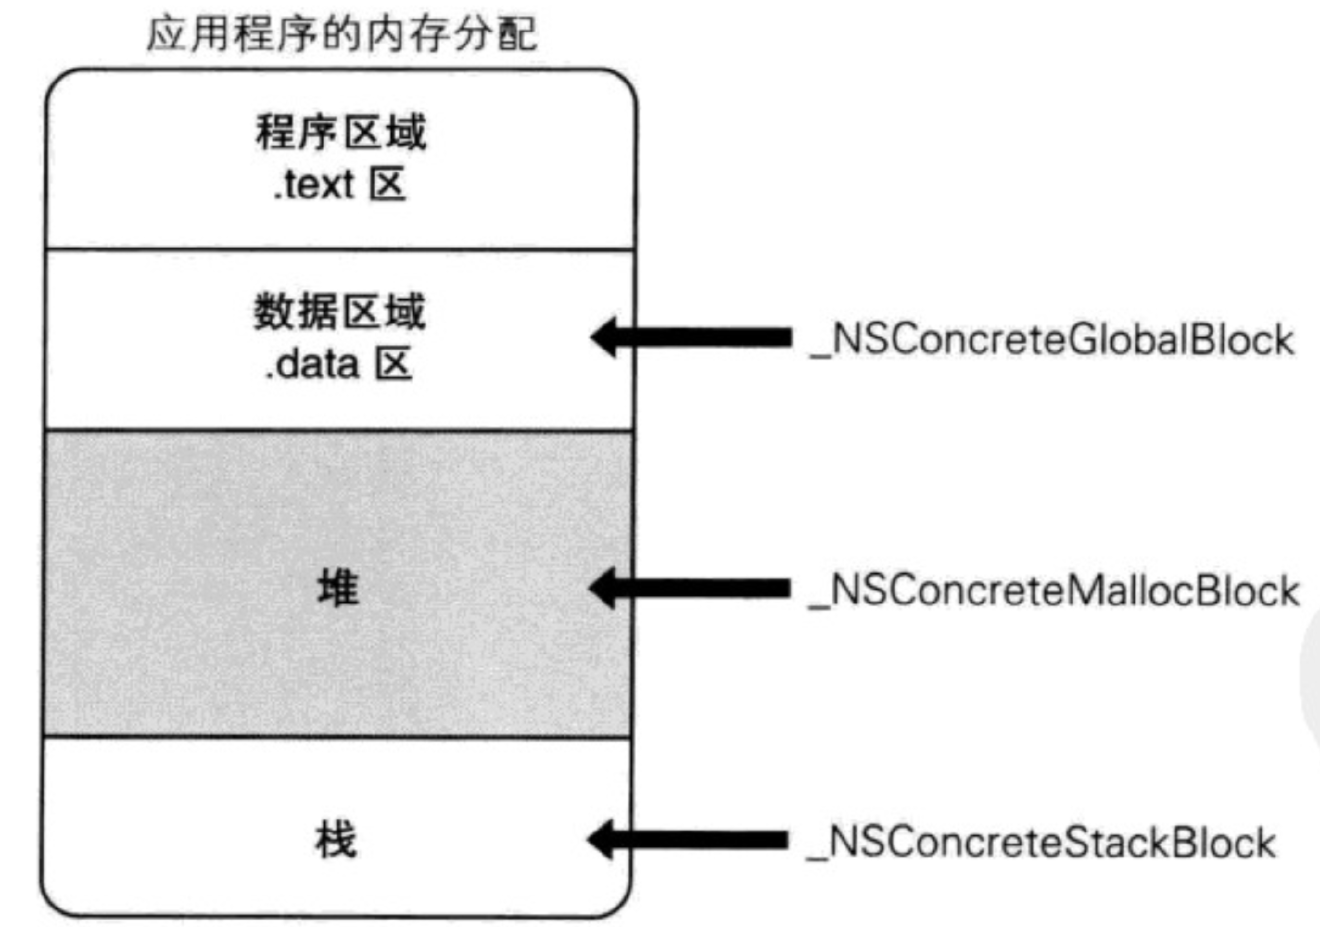 应用程序的内存分配
程序区域
.text 区
数据区域
.data 区
_NSConcreteGlobalBlock
堆
_NSConcreteMallocBlock
栈
_NSConcreteStackBlock